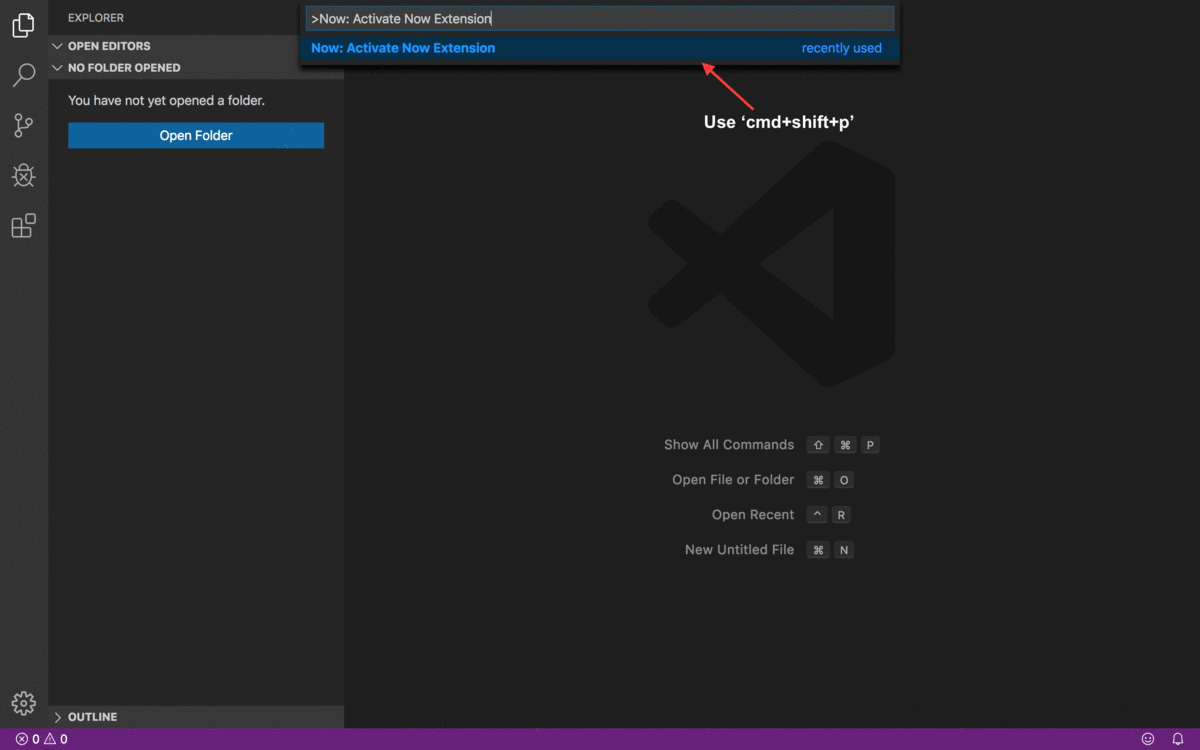 EXPLORER
OPEN EDITORS
NO FOLDER OPENED
You have not yet opened a folder.
Open Folder
>Now: Activate Now Extension
Now: Activate Now Extension recently used
Use ‘cmd+shift+p’
Show All Commands ⇧ ⌘ P
Open File or Folder ⌘ O
Open Recent ^ R
New Untitled File ⌘ N
OUTLINE
0 0